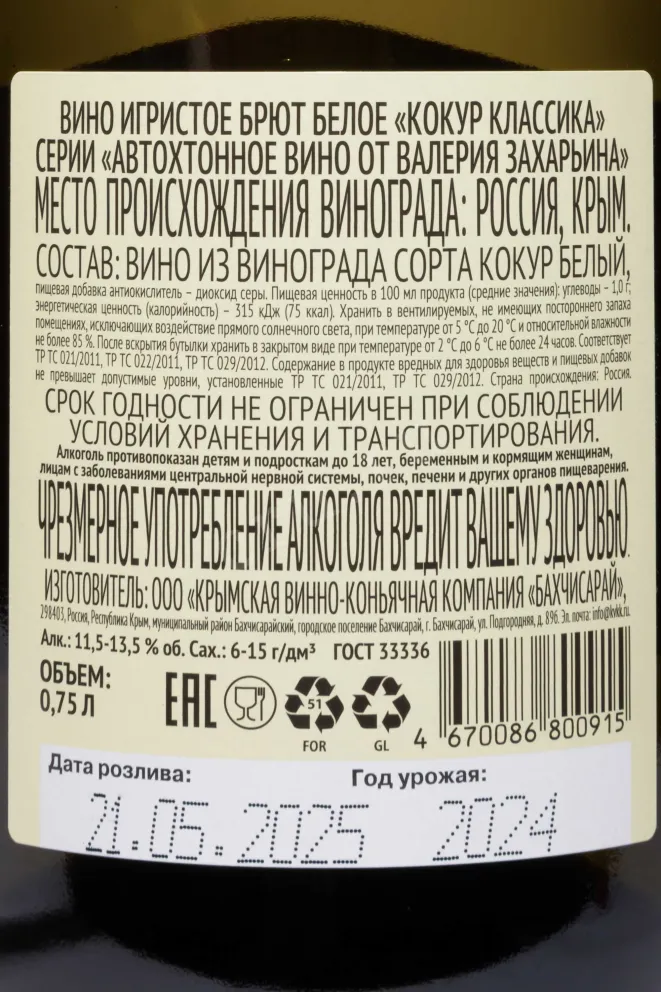 ВИНО ИГРИСТОЕ БРЮТ БЕЛОЕ «КОКУР КЛАССИКА»
СЕРИИ «АВТОХТОННОЕ ВИНО ОТ ВАЛЕРИЯ ЗАХАРЬИНА»
МЕСТО ПРОИСХОЖДЕНИЯ ВИНОГРАДА: РОССИЯ, КРЫМ.
СОСТАВ: ВИНО ИЗ ВИНОГРАДА СОРТА КОКУР БЕЛЫЙ,
пищевая добавка антиокислитель – диоксид серы. Пищевая ценность в 100 мл продукта (средние значения): углеводы – 1,0 г;
энергетическая ценность (калорийность) – 315 кДж (75 ккал). Хранить в вентилируемых, не имеющих постороннего запаха
помещениях, исключающих воздействие прямого солнечного света, при температуре от 5 °С до 20 °С и относительной влажности
не более 85 %. После вскрытия бутылки хранить в закрытом виде при температуре от 2 °С до 6 °С не более 24 часов. Соответствует
ТР ТС 021/2011, ТР ТС 022/2011, ТР ТС 029/2012. Содержание в продукте вредных для здоровья веществ и пищевых добавок
не превышает допустимые уровни, установленные ТР ТС 021/2011, ТР ТС 029/2012. Страна происхождения: Россия.
СРОК ГОДНОСТИ НЕ ОГРАНИЧЕН ПРИ СОБЛЮДЕНИИ
УСЛОВИЙ ХРАНЕНИЯ И ТРАНСПОРТИРОВАНИЯ.
Алкоголь противопоказан детям и подросткам до 18 лет, беременным и кормящим женщинам,
лицам с заболеваниями центральной нервной системы, почек, печени и других органов пищеварения.
ЧРЕЗМЕРНОЕ УПОТРЕБЛЕНИЕ АЛКОГОЛЯ ВРЕДИТ ВАШЕМУ ЗДОРОВЬЮ.
ИЗГОТОВИТЕЛЬ: ООО «КРЫМСКАЯ ВИННО-КОНЬЯЧНАЯ КОМПАНИЯ «БАХЧИСАРАЙ»,
298403, Россия, Республика Крым, муниципальный район Бахчисарайский, городское поселение Бахчисарай, г. Бахчисарай, ул. Подгородняя, д. 89б. Эл. почта: info@kvkk.ru.
Алк.: 11,5-13,5 % об. Сах.: 6-15 г/дм³ ГОСТ 33336
ОБЪЕМ:
0,75 Л
ЕАС
51
FOR
GL
4 670086 800915
Дата розлива: Год урожая:
21.05.2025 2024